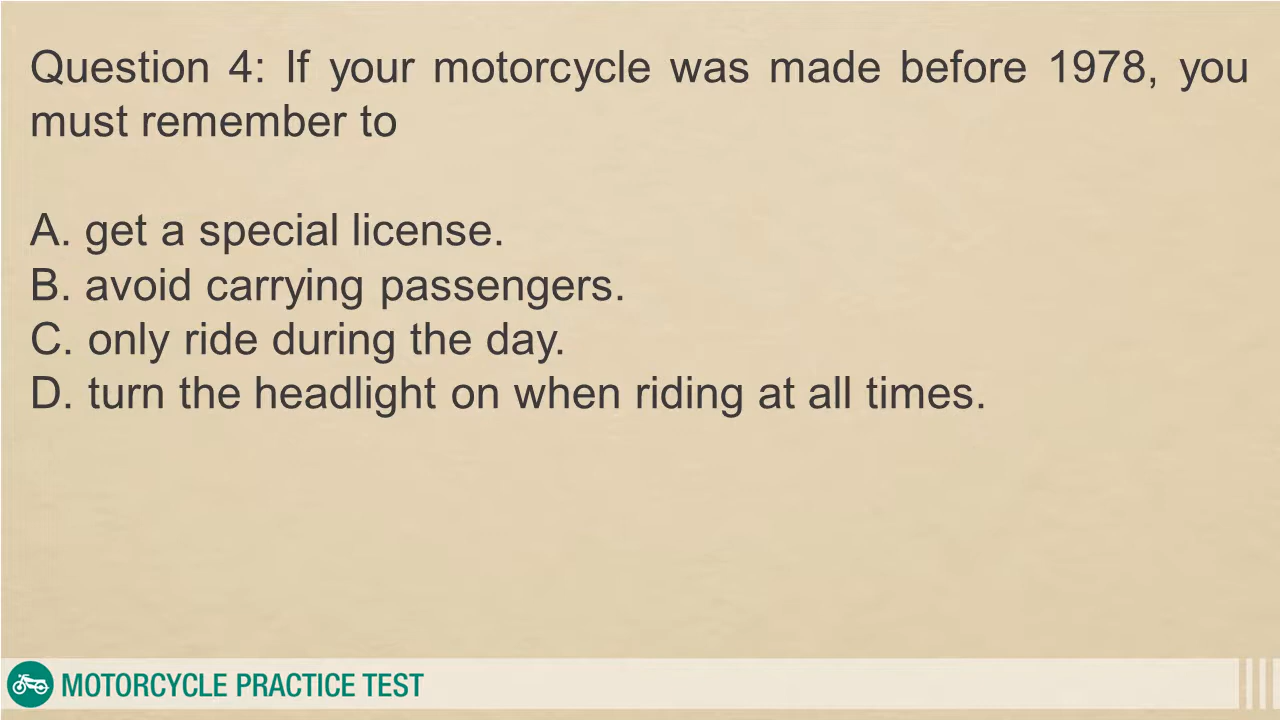 Question 4: If your motorcycle was made before 1978, you
must remember to
A. get a special license.
B. avoid carrying passengers.
C. only ride during the day.
D. turn the headlight on when riding at all times.
MOTORCYCLE PRACTICE TEST